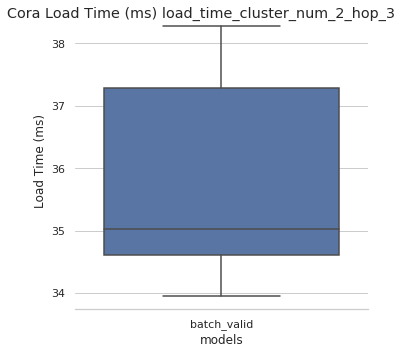 Cora Load Time (ms) load_time_cluster_num_2_hop_3
38
37
36
35
34
Load Time (ms)
batch_valid
models